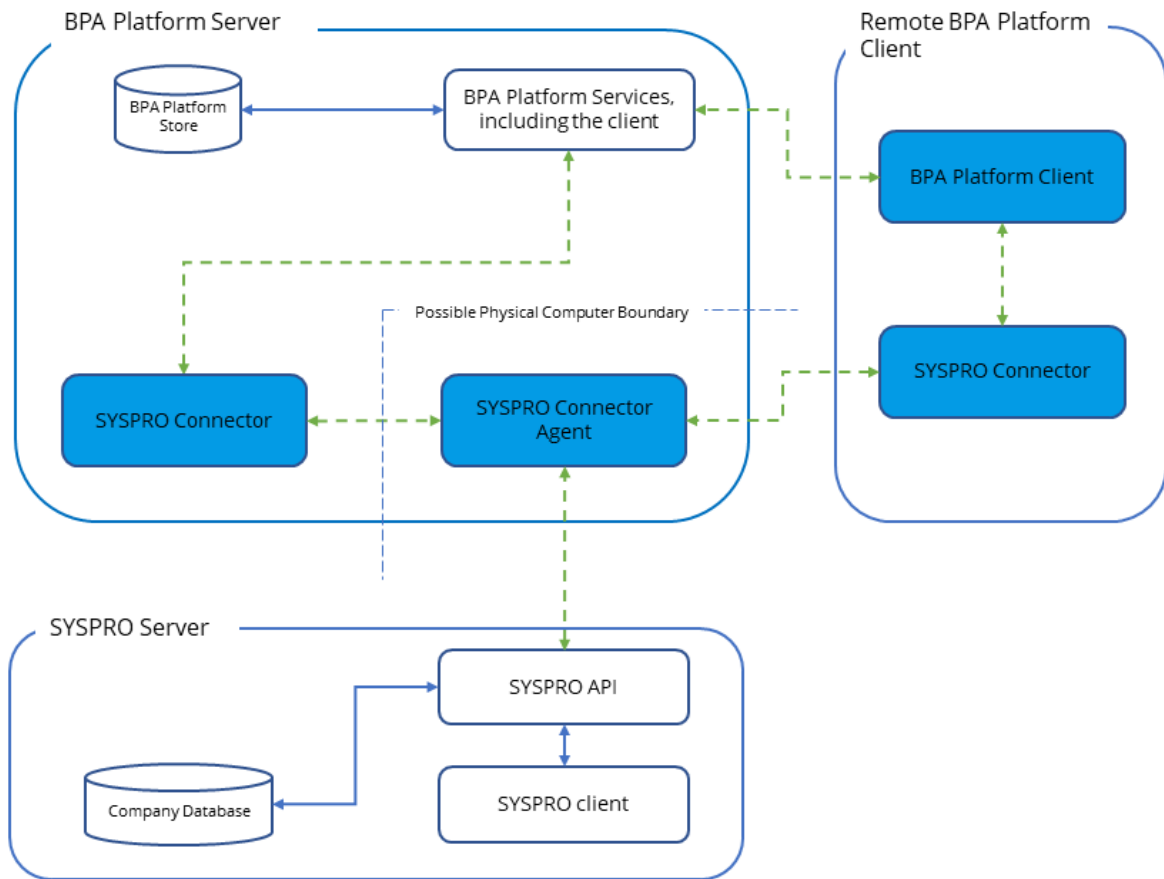 BPA Platform Server
Remote BPA Platform
Client
BPA Platform
Store
BPA Platform Services,
including the client
BPA Platform Client
Possible Physical Computer Boundary
SYSPRO Connector
SYSPRO Connector
Agent
SYSPRO Connector
SYSPRO Server
SYSPRO API
Company Database
SYSPRO client